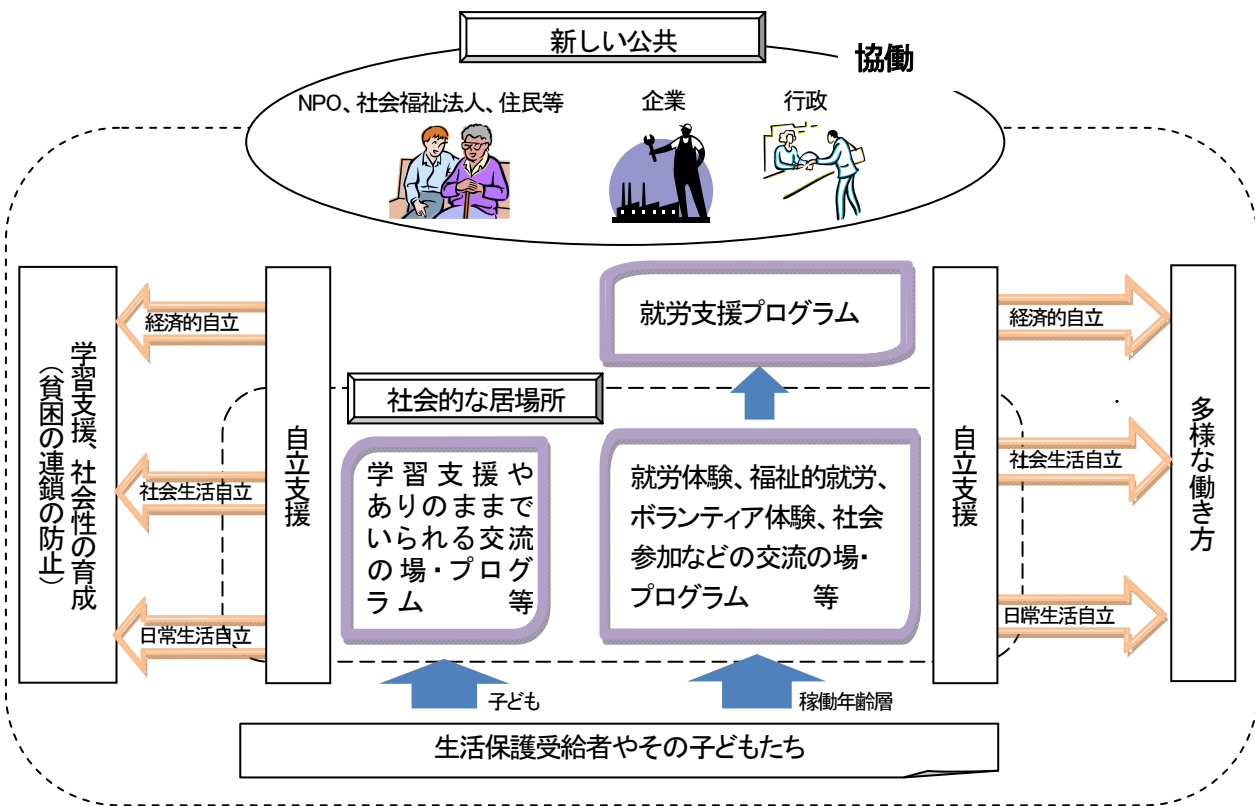 新しい公共
協働
NPO、社会福祉法人、住民等
企業
行政
学習支援、社会性の育成
（貧困の連鎖の防止）
経済的自立
社会生活自立
日常生活自立
自立支援
社会的な居場所
学習支援や
ありのままで
いられる交流
の場・プログ
ラム　等
就労支援プログラム
就労体験、福祉的就労、
ボランティア体験、社会
参加などの交流の場・
プログラム　等
自立支援
経済的自立
社会生活自立
日常生活自立
多様な働き方
子ども
稼働年齢層
生活保護受給者やその子どもたち